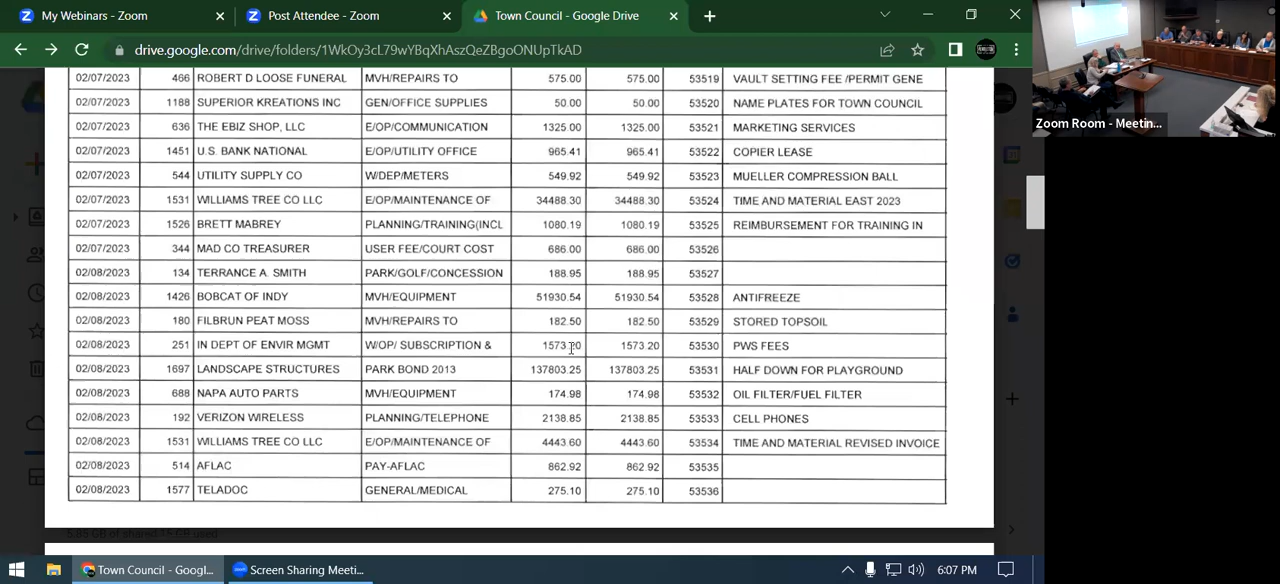 My Webinars - Zoom
Post Attendee - Zoom
Town Council - Google Drive
drive.google.com/drive/folders/1WkOy3cL79wYBqXhAszQeZBgoONUpTkAD
Zoom Room - Meetin...
02/07/2023 466 ROBERT D LOOSE FUNERAL MVH/REPAIRS TO 575.00 575.00 53519 VAULT SETTING FEE /PERMIT GENE
02/07/2023 1188 SUPERIOR KREATIONS INC GEN/OFFICE SUPPLIES 50.00 50.00 53520 NAME PLATES FOR TOWN COUNCIL
02/07/2023 636 THE EBIZ SHOP, LLC E/OP/COMMUNICATION 1325.00 1325.00 53521 MARKETING SERVICES
02/07/2023 1451 U.S. BANK NATIONAL E/OP/UTILITY OFFICE 965.41 965.41 53522 COPIER LEASE
02/07/2023 544 UTILITY SUPPLY CO W/DEP/METERS 549.92 549.92 53523 MUELLER COMPRESSION BALL
02/07/2023 1531 WILLIAMS TREE CO LLC E/OP/MAINTENANCE OF 34488.30 34488.30 53524 TIME AND MATERIAL EAST 2023
02/07/2023 1526 BRETT MABREY PLANNING/TRAINING(INCL 1080.19 1080.19 53525 REIMBURSEMENT FOR TRAINING IN
02/07/2023 344 MAD CO TREASURER USER FEE/COURT COST 686.00 686.00 53526
02/08/2023 134 TERRANCE A. SMITH PARK/GOLF/CONCESSION 188.95 188.95 53527
02/08/2023 1426 BOBCAT OF INDY MVH/EQUIPMENT 51930.54 51930.54 53528 ANTIFREEZE
02/08/2023 180 FILBRUN PEAT MOSS MVH/REPAIRS TO 182.50 182.50 53529 STORED TOPSOIL
02/08/2023 251 IN DEPT OF ENVIR MGMT W/OP/ SUBSCRIPTION & 1573.20 1573.20 53530 PWS FEES
02/08/2023 1697 LANDSCAPE STRUCTURES PARK BOND 2013 137803.25 137803.25 53531 HALF DOWN FOR PLAYGROUND
02/08/2023 688 NAPA AUTO PARTS MVH/EQUIPMENT 174.98 174.98 53532 OIL FILTER/FUEL FILTER
02/08/2023 192 VERIZON WIRELESS PLANNING/TELEPHONE 2138.85 2138.85 53533 CELL PHONES
02/08/2023 1531 WILLIAMS TREE CO LLC E/OP/MAINTENANCE OF 4443.60 4443.60 53534 TIME AND MATERIAL REVISED INVOICE
02/08/2023 514 AFLAC PAY-AFLAC 862.92 862.92 53535
02/08/2023 1577 TELADOC GENERAL/MEDICAL 275.10 275.10 53536
5.85 GB of shared 15 GB used
Town Council - Googl...
Screen Sharing Meeti...
6:07 PM